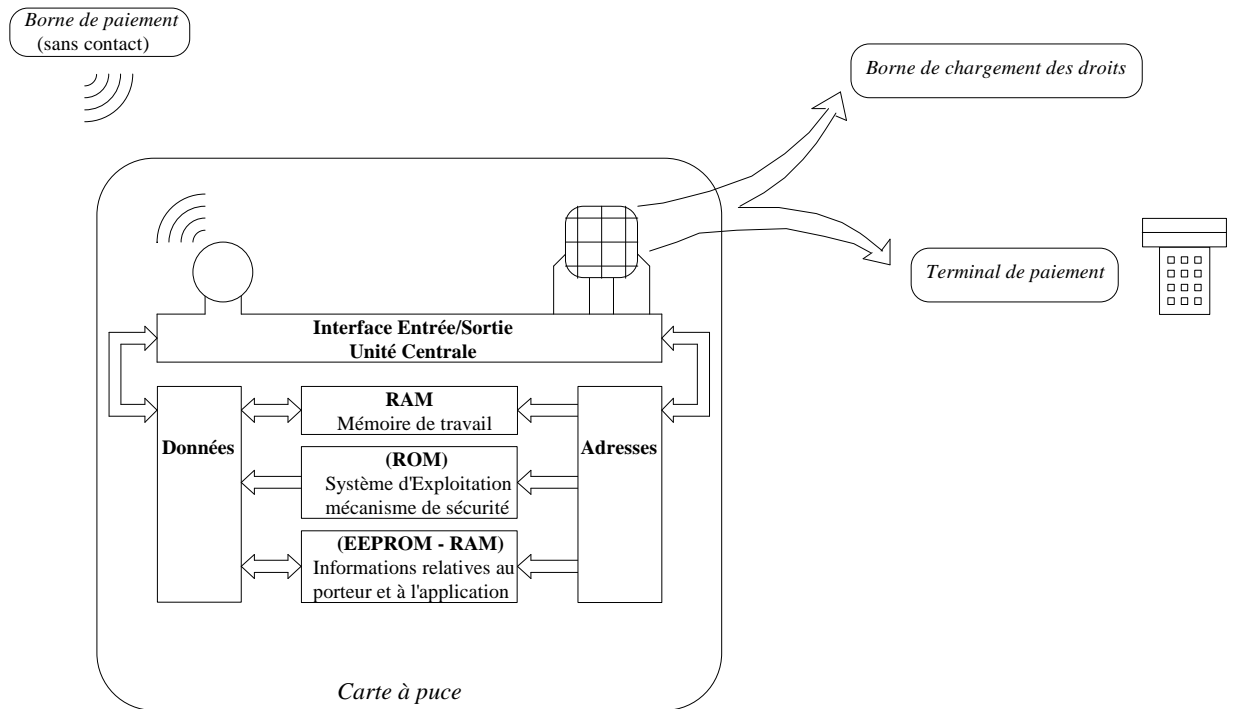 Borne de paiement
(sans contact)
Borne de chargement des droits
Terminal de paiement
Interface Entrée/Sortie
Unité Centrale
RAM
Mémoire de travail
Données
Adresses
(ROM)
Système d'Exploitation
mécanisme de sécurité
(EEPROM - RAM)
Informations relatives au
porteur et à l'application
Carte à puce